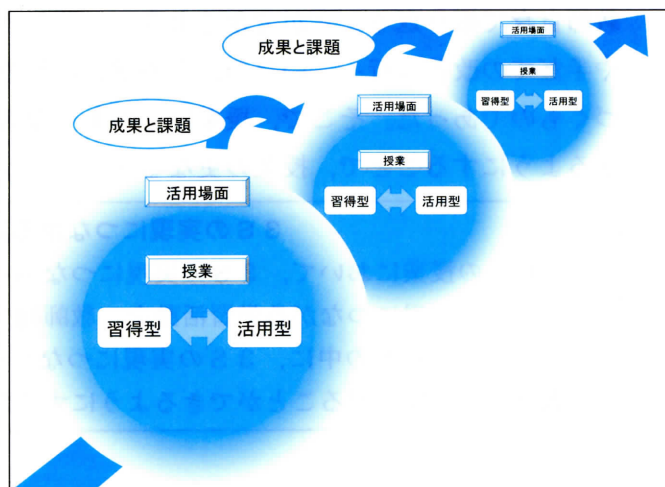 成果と課題
活用場面
授業
習得型
活用型
成果と課題
活用場面
授業
習得型
活用型
活用場面
授業
習得型
活用型